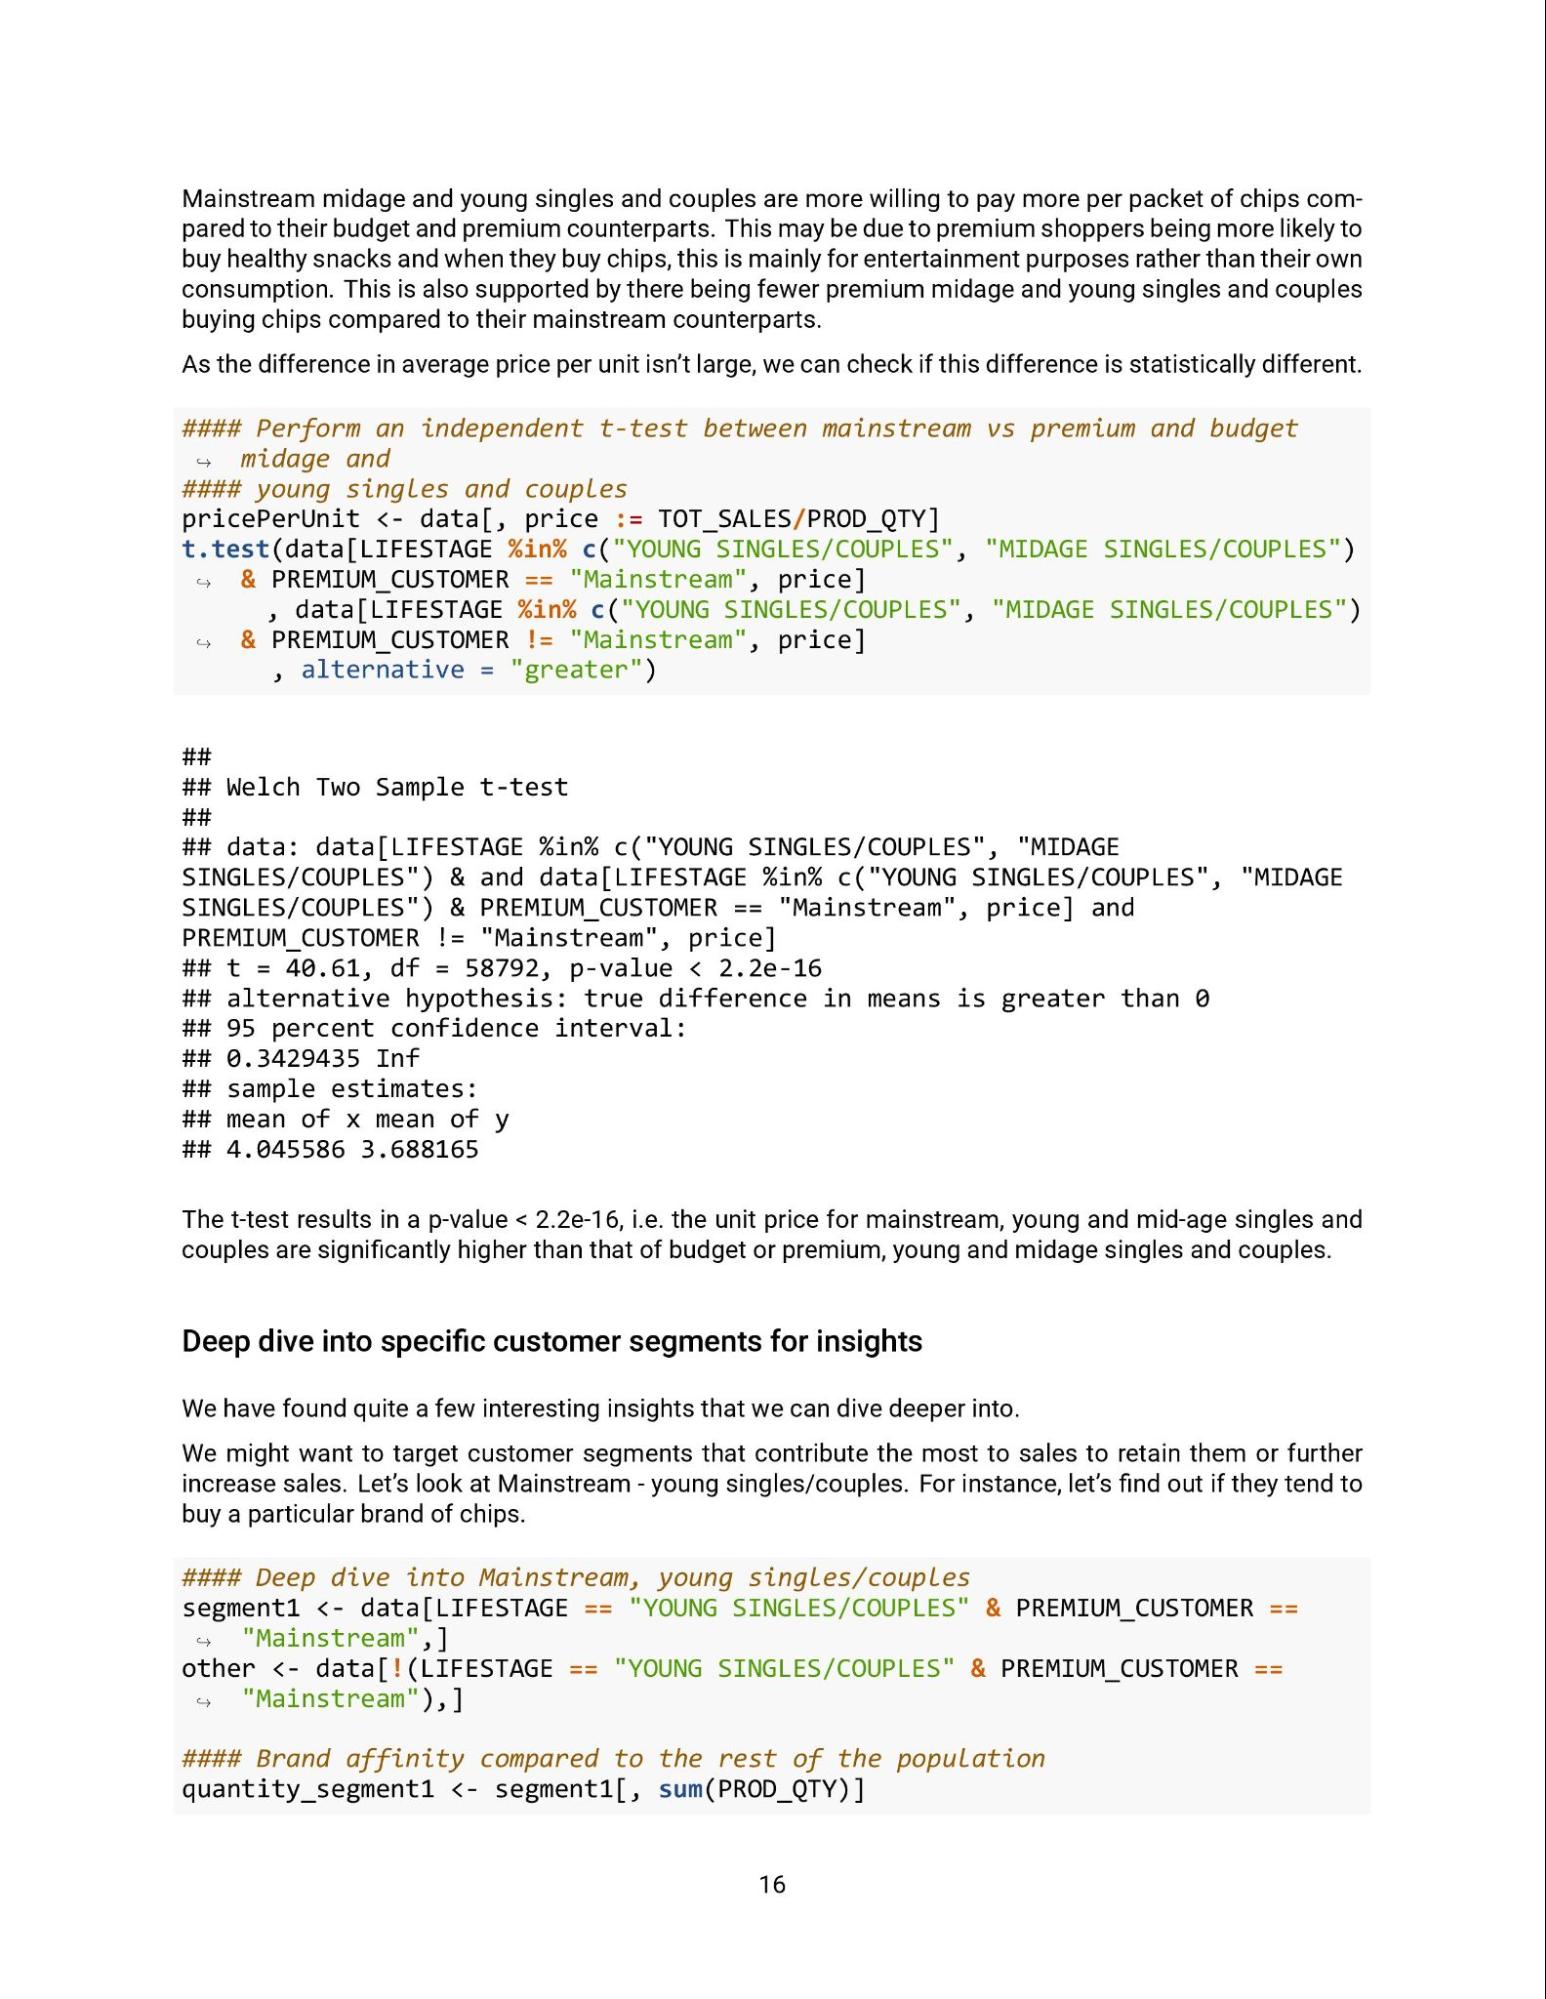 Mainstream midage and young singles and couples are more willing to pay more per packet of chips com-
pared to their budget and premium counterparts. This may be due to premium shoppers being more likely to
buy healthy snacks and when they buy chips, this is mainly for entertainment purposes rather than their own
consumption. This is also supported by there being fewer premium midage and young singles and couples
buying chips compared to their mainstream counterparts.
As the difference in average price per unit isn't large, we can check if this difference is statistically different.
#### Perform an independent t-test between mainstream vs premium and budget
↪ midage and
#### young singles and couples
pricePerUnit <- data[, price := TOT_SALES/PROD_QTY]
t.test(data[LIFESTAGE %in% c("YOUNG SINGLES/COUPLES", "MIDAGE SINGLES/COUPLES")
↪ & PREMIUM_CUSTOMER == "Mainstream", price]
, data[LIFESTAGE %in% c("YOUNG SINGLES/COUPLES", "MIDAGE SINGLES/COUPLES")
↪ & PREMIUM_CUSTOMER != "Mainstream", price]
, alternative = "greater")
##
## Welch Two Sample t-test
##
## data: data[LIFESTAGE %in% c("YOUNG SINGLES/COUPLES", "MIDAGE
SINGLES/COUPLES") & and data[LIFESTAGE %in% c("YOUNG SINGLES/COUPLES", "MIDAGE
SINGLES/COUPLES") & PREMIUM_CUSTOMER == "Mainstream", price] and
PREMIUM_CUSTOMER != "Mainstream", price]
## t = 40.61, df = 58792, p-value < 2.2e-16
## alternative hypothesis: true difference in means is greater than 0
## 95 percent confidence interval:
## 0.3429435 Inf
## sample estimates:
## mean of x mean of y
## 4.045586 3.688165
The t-test results in a p-value < 2.2e-16, i.e. the unit price for mainstream, young and mid-age singles and
couples are significantly higher than that of budget or premium, young and midage singles and couples.
Deep dive into specific customer segments for insights
We have found quite a few interesting insights that we can dive deeper into.
We might want to target customer segments that contribute the most to sales to retain them or further
increase sales. Let's look at Mainstream - young singles/couples. For instance, let's find out if they tend to
buy a particular brand of chips.
#### Deep dive into Mainstream, young singles/couples
segment1 <- data[LIFESTAGE == "YOUNG SINGLES/COUPLES" & PREMIUM_CUSTOMER ==
↪ "Mainstream",]
other <- data[!(LIFESTAGE == "YOUNG SINGLES/COUPLES" & PREMIUM_CUSTOMER ==
↪ "Mainstream"),]
#### Brand affinity compared to the rest of the population
quantity_segment1 <- segment1[, sum(PROD_QTY)]
16